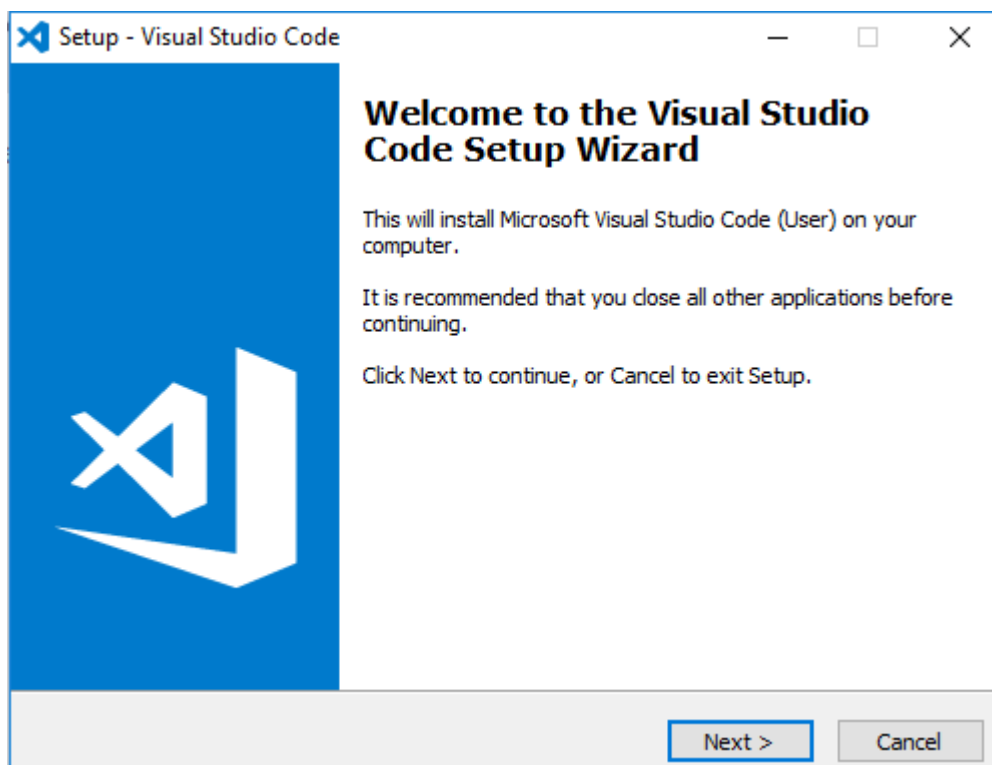 Setup - Visual Studio Code
Welcome to the Visual Studio
Code Setup Wizard
This will install Microsoft Visual Studio Code (User) on your
computer.
It is recommended that you close all other applications before
continuing.
Click Next to continue, or Cancel to exit Setup.
Next >
Cancel